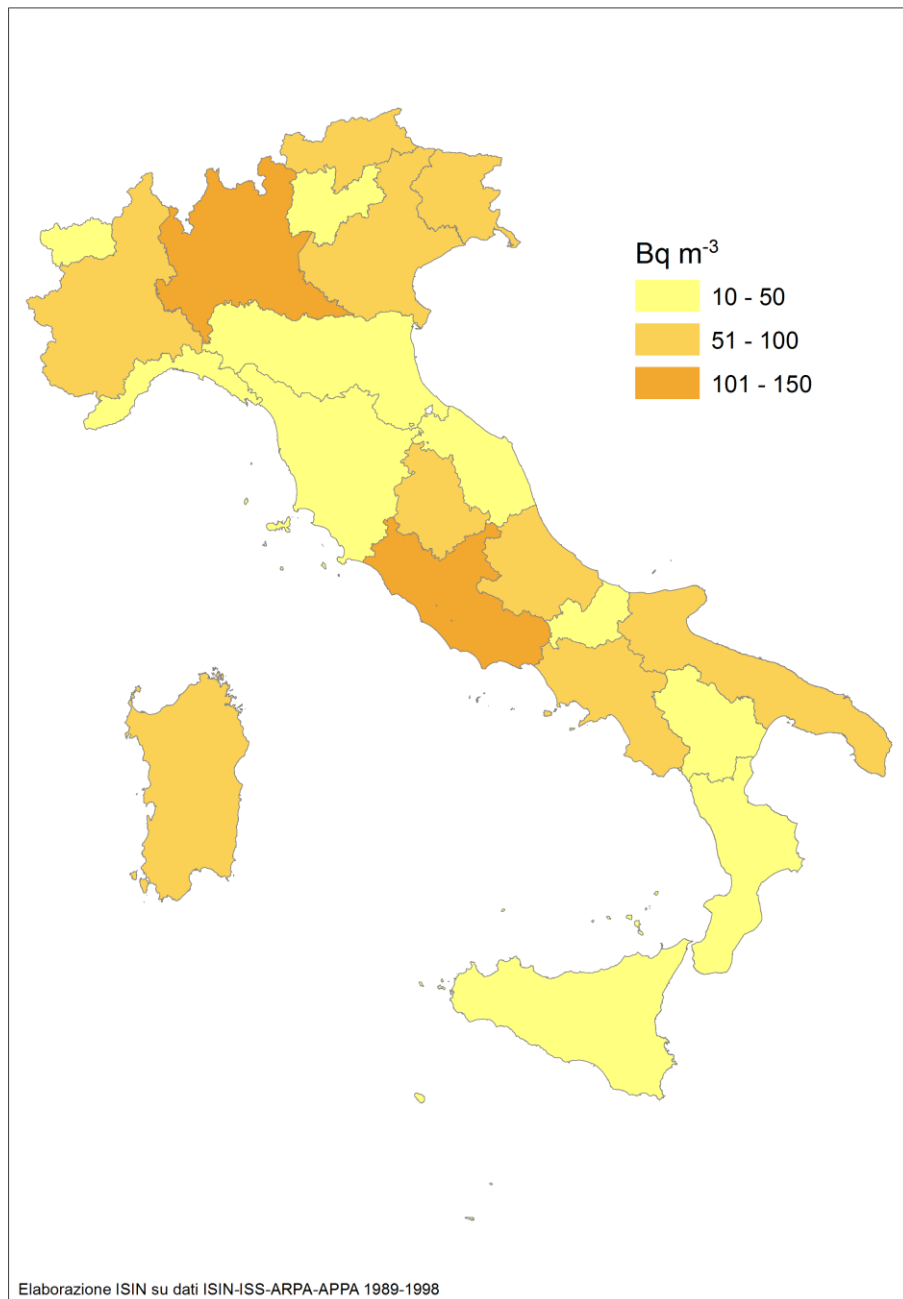 Bq m⁻³
10 - 50
51 - 100
101 - 150
Elaborazione ISIN su dati ISIN-ISS-ARPA-APPA 1989-1998